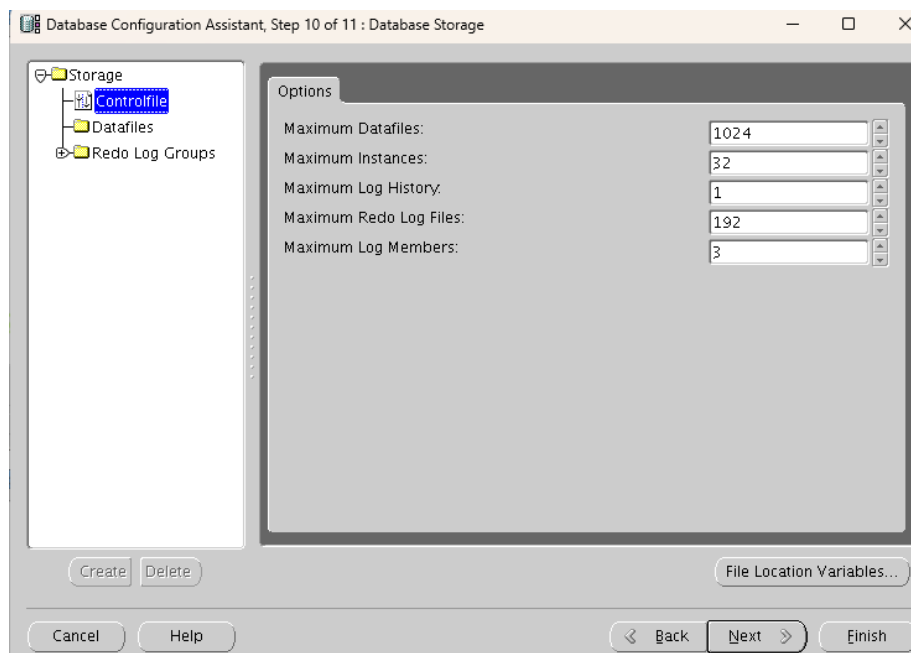 Database Configuration Assistant, Step 10 of 11 : Database Storage
Storage
Controlfile
Datafiles
Redo Log Groups
Options
Maximum Datafiles: 1024
Maximum Instances: 32
Maximum Log History: 1
Maximum Redo Log Files: 192
Maximum Log Members: 3
Create Delete File Location Variables...
Cancel Help Back Next Finish